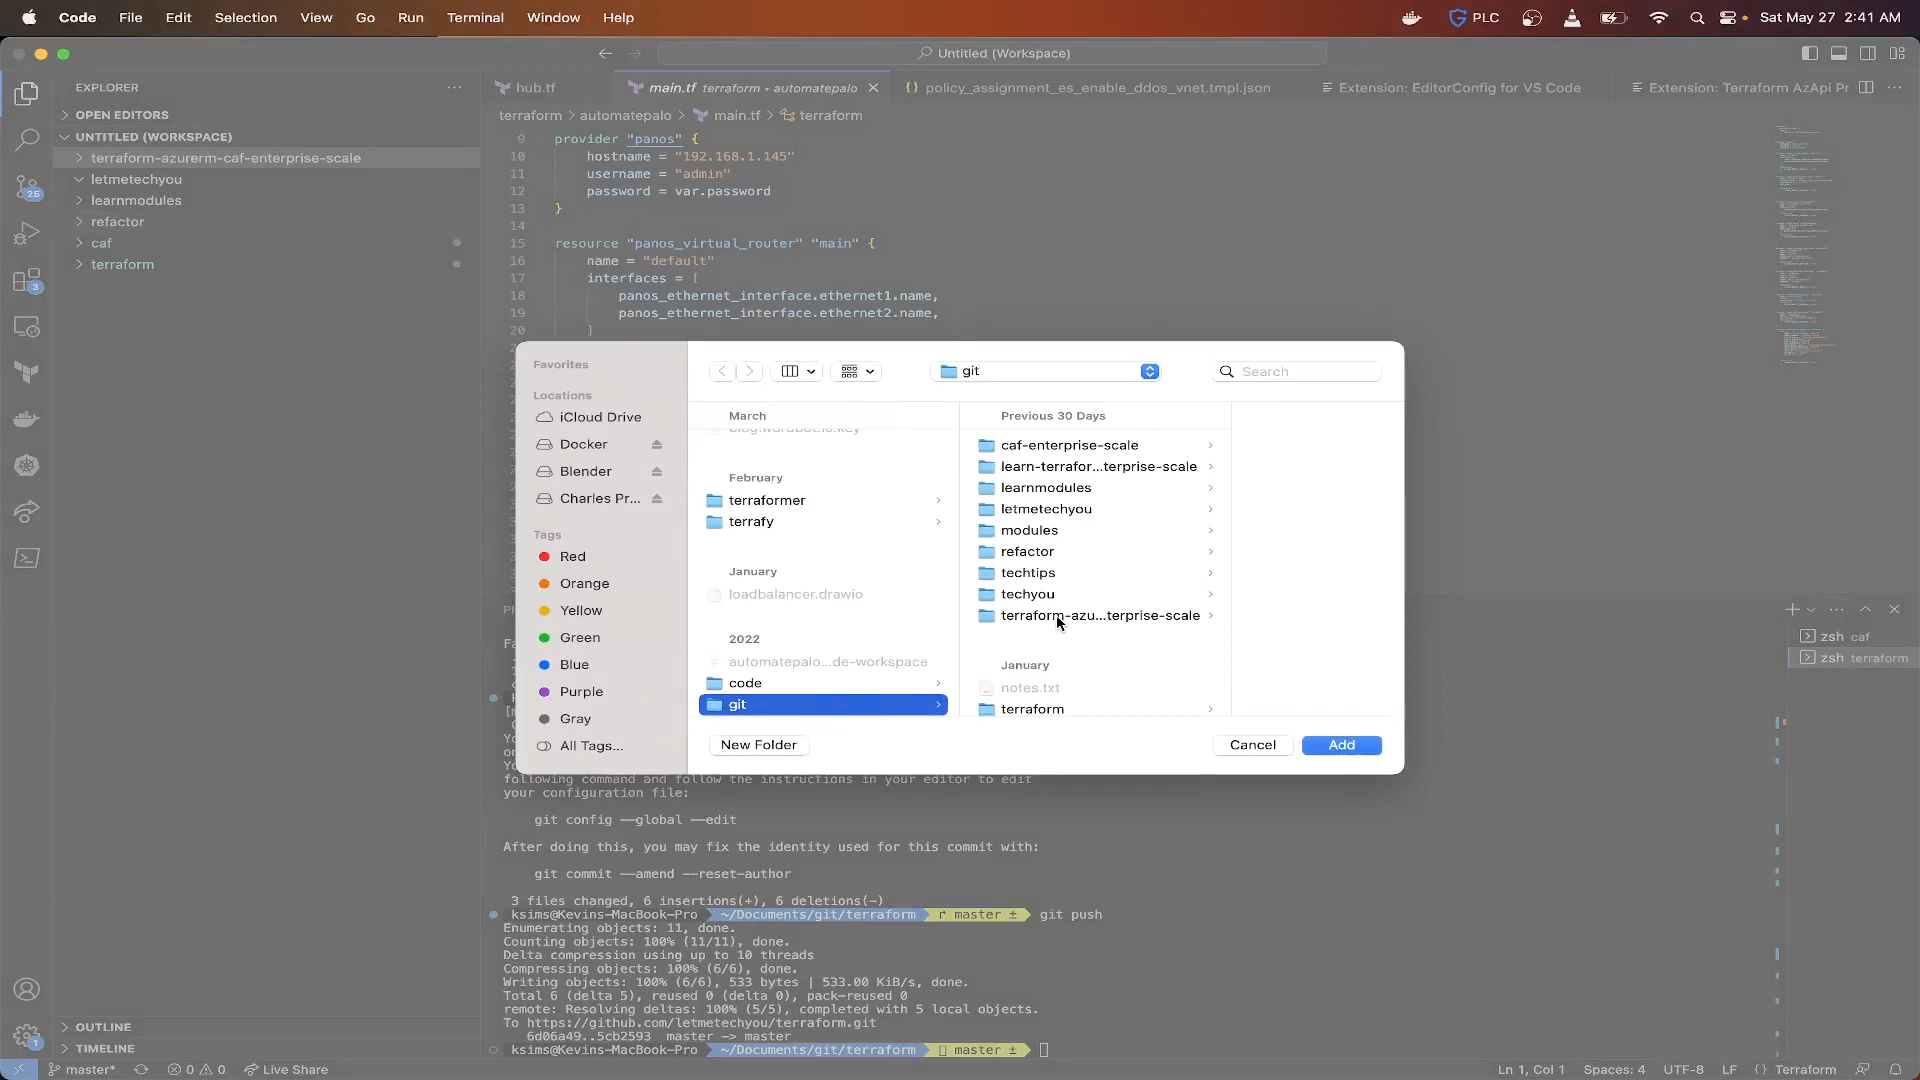 Code File Edit Selection View Go Run Terminal Window Help PLC Sat May 27 2:41 AM
Untitled (Workspace)
EXPLORER
OPEN EDITORS
UNTITLED (WORKSPACE)
terraform-azurerm-caf-enterprise-scale
letmetechyou
learnmodules
refactor
caf
terraform
25
3
1
hub.tf
main.tf terraform • automatepalo
policy_assignment_es_enable_ddos_vnet.tmpl.json
Extension: EditorConfig for VS Code
Extension: Terraform AzApi Pr
terraform > automatepalo > main.tf > terraform
9 provider "panos" {
10 hostname = "192.168.1.145"
11 username = "admin"
12 password = var.password
13 }
14
15 resource "panos_virtual_router" "main" {
16 name = "default"
17 interfaces = [
18 panos_ethernet_interface.ethernet1.name,
19 panos_ethernet_interface.ethernet2.name,
20 ]
Favorites
Locations
iCloud Drive
Docker
Blender
Charles Pr...
Tags
Red
Orange
Yellow
Green
Blue
Purple
Gray
All Tags...
git
Search
March
February
terraformer
terrafy
January
loadbalancer.drawio
2022
automatepalo...de-workspace
code
git
Previous 30 Days
caf-enterprise-scale
learn-terrafor...terprise-scale
learnmodules
letmetechyou
modules
refactor
techtips
techyou
terraform-azu...terprise-scale
January
notes.txt
terraform
New Folder
Cancel
Add
zsh caf
zsh terraform
following command and follow the instructions in your editor to edit
your configuration file:
git config --global --edit
After doing this, you may fix the identity used for this commit with:
git commit --amend --reset-author
3 files changed, 6 insertions(+), 6 deletions(-)
ksims@Kevins-MacBook-Pro ~/Documents/git/terraform master ± git push
Enumerating objects: 11, done.
Counting objects: 100% (11/11), done.
Delta compression using up to 10 threads
Compressing objects: 100% (6/6), done.
Writing objects: 100% (6/6), 533 bytes | 533.00 KiB/s, done.
Total 6 (delta 5), reused 0 (delta 0), pack-reused 0
remote: Resolving deltas: 100% (5/5), completed with 5 local objects.
To https://github.com/letmetechyou/terraform.git
6d06a49..5cb2593 master -> master
ksims@Kevins-MacBook-Pro ~/Documents/git/terraform master ±
OUTLINE
TIMELINE
master* 0 0 Live Share Ln 1, Col 1 Spaces: 4 UTF-8 LF {} Terraform